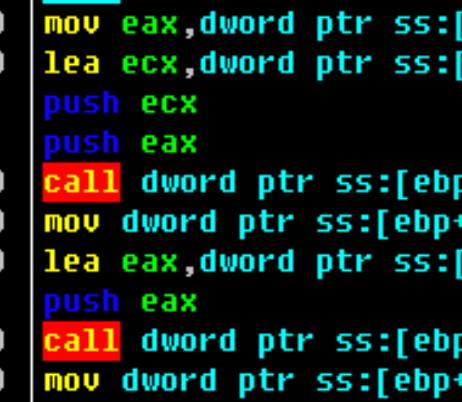 mov eax,dword ptr ss:[
lea ecx,dword ptr ss:[
push ecx
push eax
call dword ptr ss:[ebp
mov dword ptr ss:[ebp+
lea eax,dword ptr ss:[
push eax
call dword ptr ss:[ebp
mov dword ptr ss:[ebp+